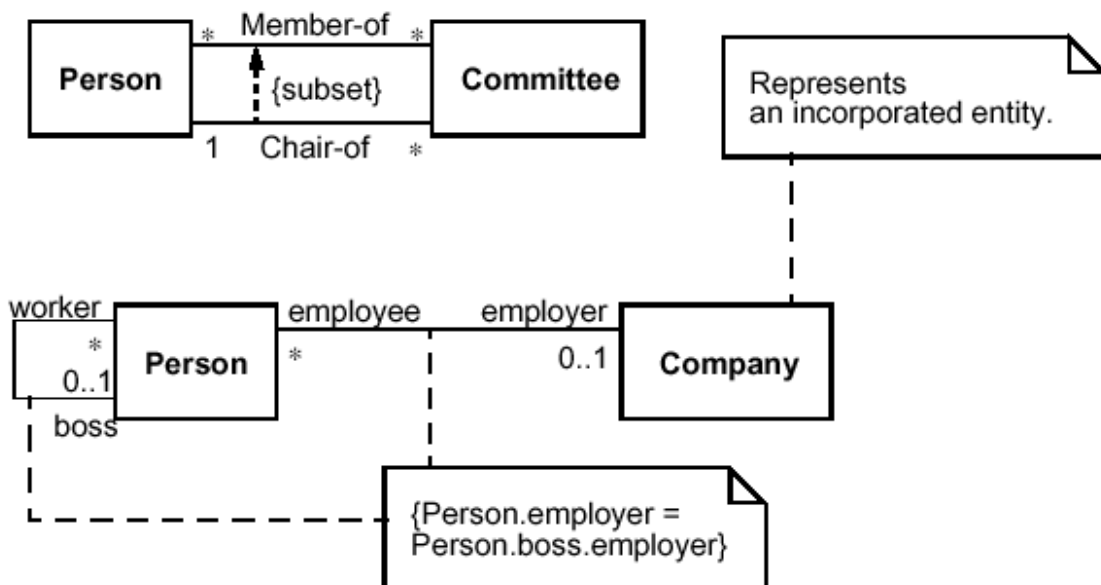 * Member-of *
Person
{subset}
Committee
1 Chair-of *
Represents
an incorporated entity.
worker
*
0..1
boss
Person
employee
*
employer
0..1
Company
{Person.employer =
Person.boss.employer}